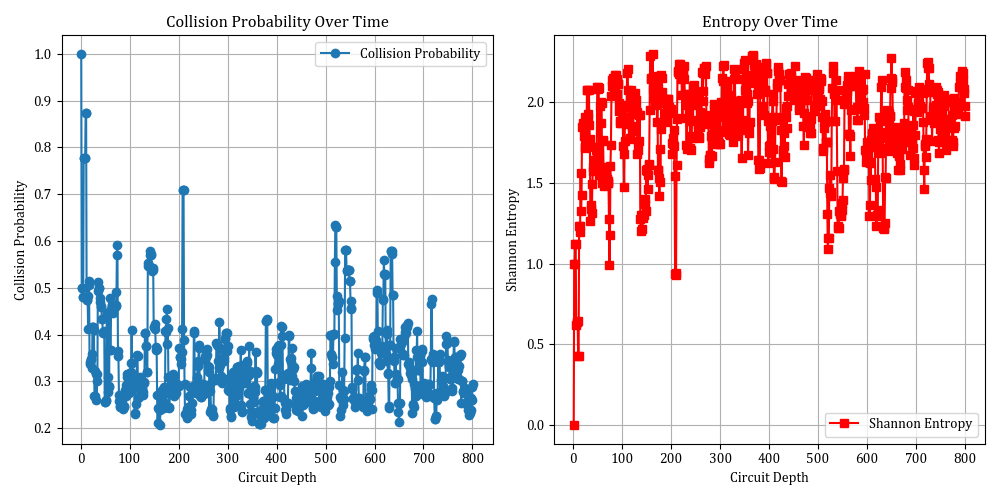 Collision Probability Over Time
Collision Probability
1.0
0.9
0.8
0.7
0.6
0.5
0.4
0.3
0.2
Collision Probability
0 100 200 300 400 500 600 700 800
Circuit Depth
Entropy Over Time
Shannon Entropy
2.0
1.5
1.0
0.5
0.0
Shannon Entropy
0 100 200 300 400 500 600 700 800
Circuit Depth